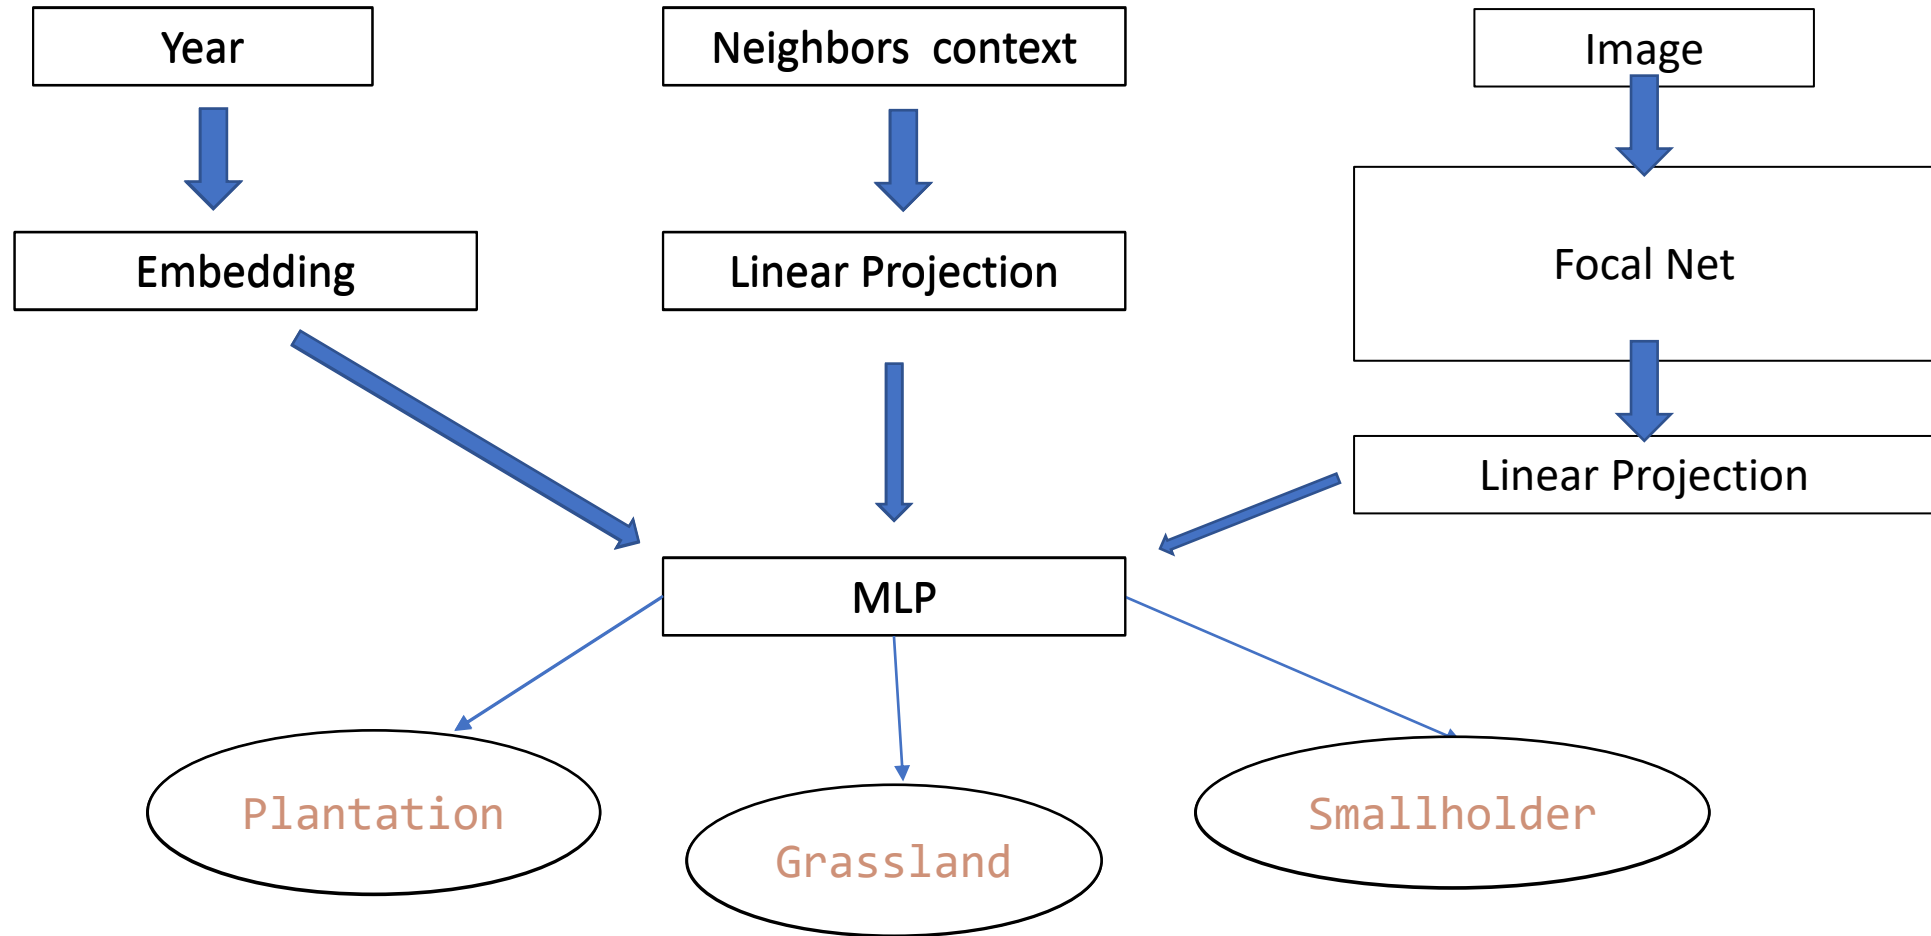 Year
Neighbors  context
Image
Embedding
Linear Projection
Focal Net
Linear Projection
MLP
Plantation
Grassland
Smallholder